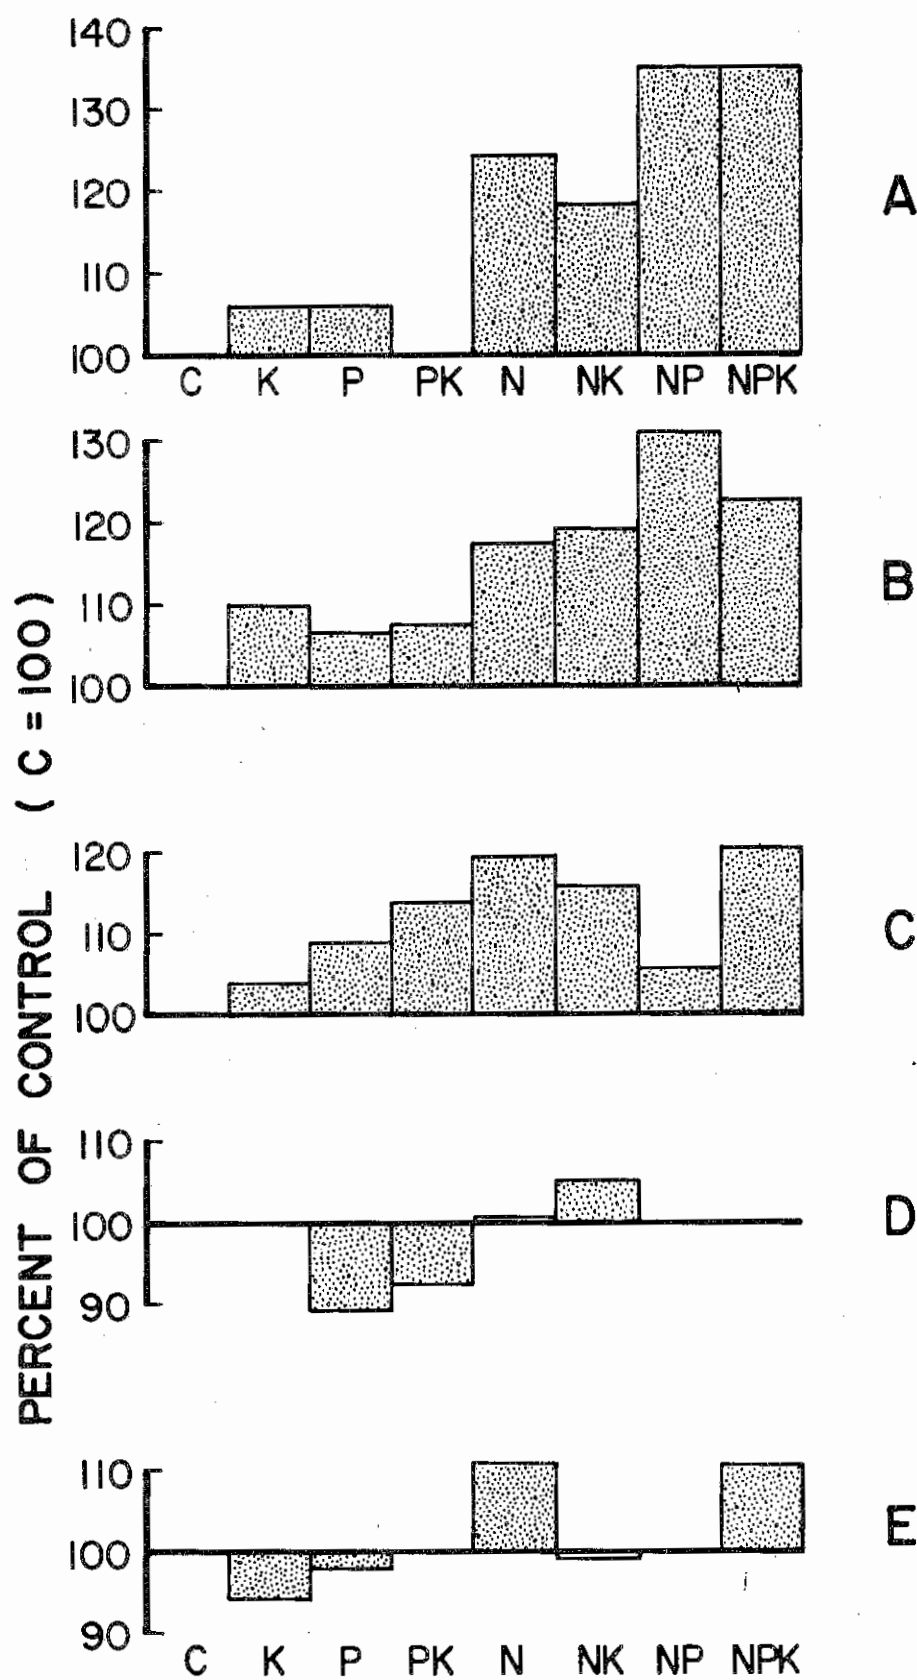 PERCENT OF CONTROL (C = 100)
140
130
120
110
100
C K P PK N NK NP NPK
A
130
120
110
100
B
120
110
100
C
110
100
90
D
110
100
90
C K P PK N NK NP NPK
E